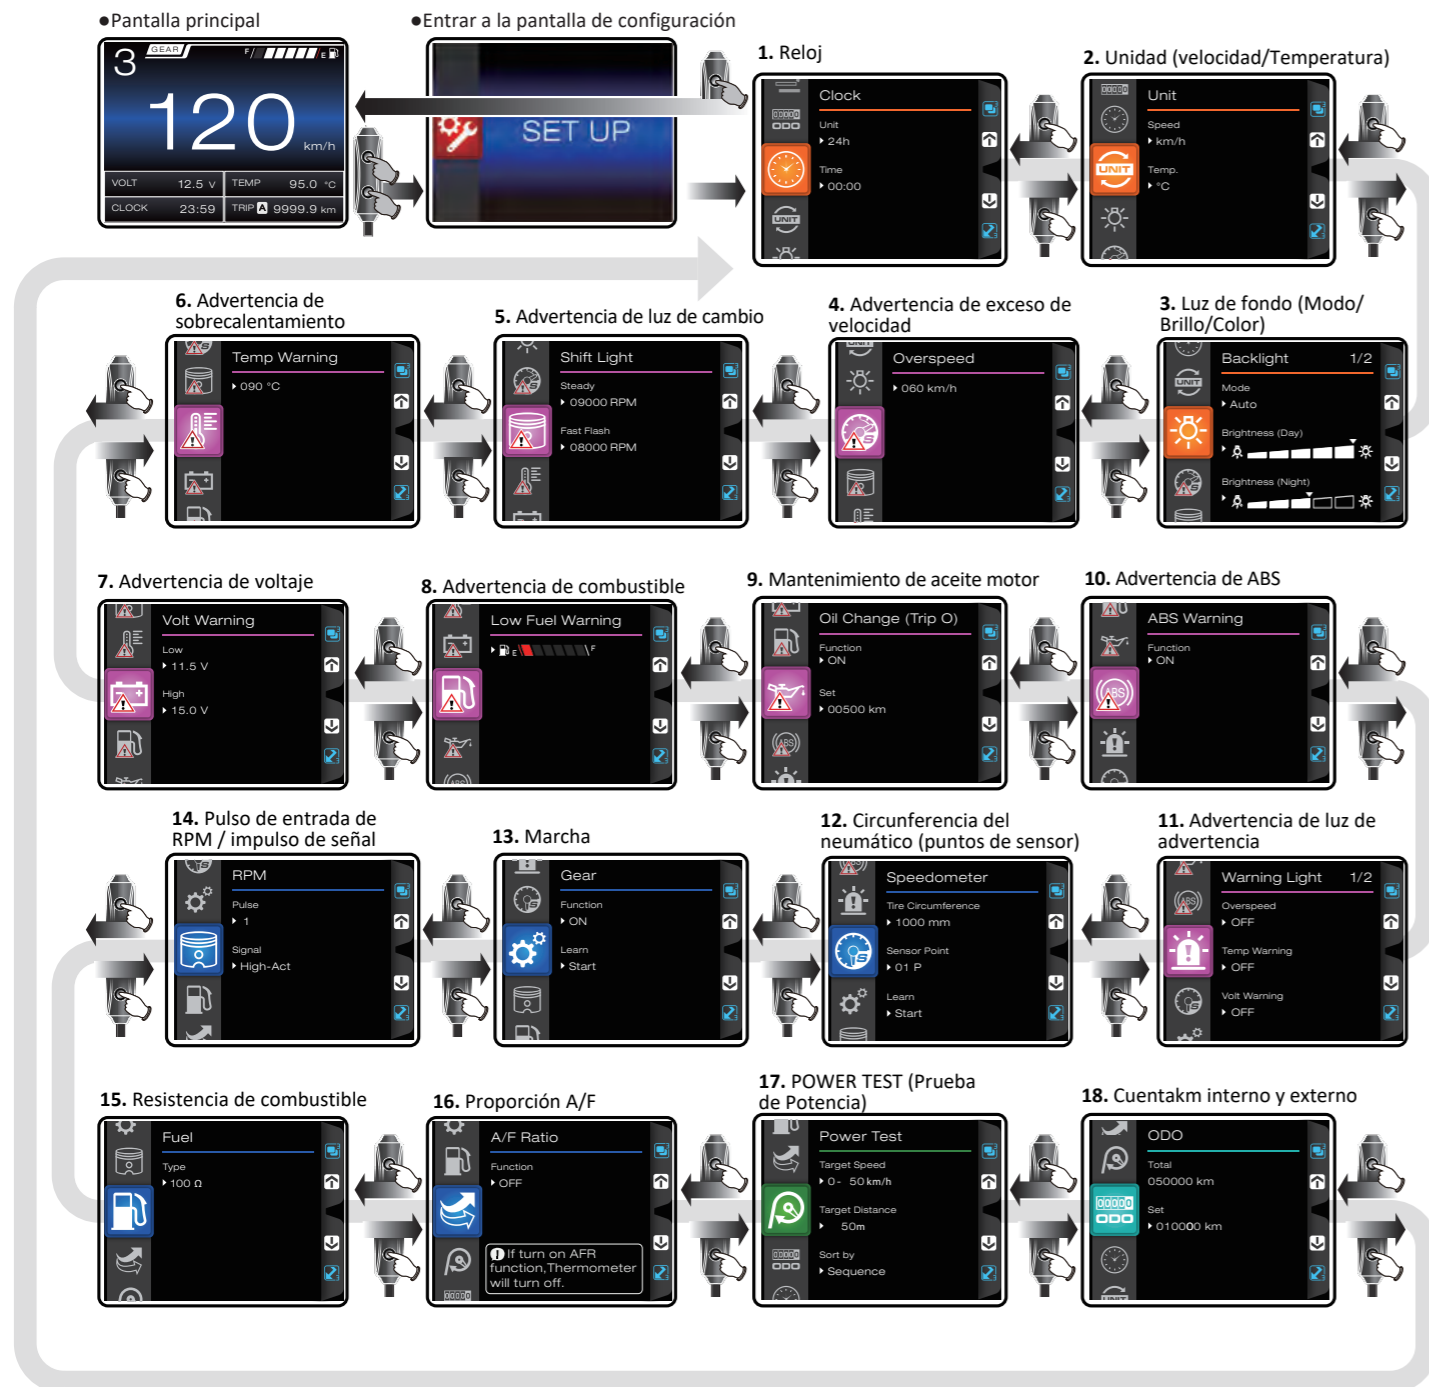 ●Pantalla principal
●Entrar a la pantalla de configuración
3
GEAR
F
E
120
km/h
VOLT 12.5 V
TEMP 95.0 °C
CLOCK 23:59
TRIP A 9999.9 km
SET UP
1. Reloj
ODO
Clock
Unit
24h
Time
00:00
UNIT
2. Unidad (velocidad/Temperatura)
Unit
Speed
km/h
UNIT
Temp.
°C
6. Advertencia de
sobrecalentamiento
Temp Warning
090 °C
5. Advertencia de luz de cambio
Shift Light
Steady
09000 RPM
Fast Flash
08000 RPM
4. Advertencia de exceso de
velocidad
UNIT
Overspeed
060 km/h
3. Luz de fondo (Modo/
Brillo/Color)
Backlight 1/2
UNIT
Mode
Auto
Brightness (Day)
Brightness (Night)
7. Advertencia de voltaje
Volt Warning
Low
11.5 V
High
15.0 V
8. Advertencia de combustible
Low Fuel Warning
E F
9. Mantenimiento de aceite motor
Oil Change (Trip O)
Function
ON
Set
00500 km
ABS
10. Advertencia de ABS
ABS Warning
Function
ON
ABS
14. Pulso de entrada de
RPM / impulso de señal
RPM
Pulse
1
Signal
High-Act
13. Marcha
Gear
Function
ON
Learn
Start
12. Circunferencia del
neumático (puntos de sensor)
Speedometer
Tire Circumference
1000 mm
Sensor Point
01 P
Learn
Start
11. Advertencia de luz de
advertencia
Warning Light 1/2
ABS
Overspeed
OFF
Temp Warning
OFF
Volt Warning
OFF
15. Resistencia de combustible
Fuel
Type
100 Ω
16. Proporción A/F
A/F Ratio
Function
OFF
If turn on AFR
function,Thermometer
will turn off.
17. POWER TEST (Prueba
de Potencia)
Power Test
Target Speed
0- 50 km/h
Target Distance
50m
Sort by
Sequence
ODO
18. Cuentakm interno y externo
ODO
Total
050000 km
Set
010000 km
ODO